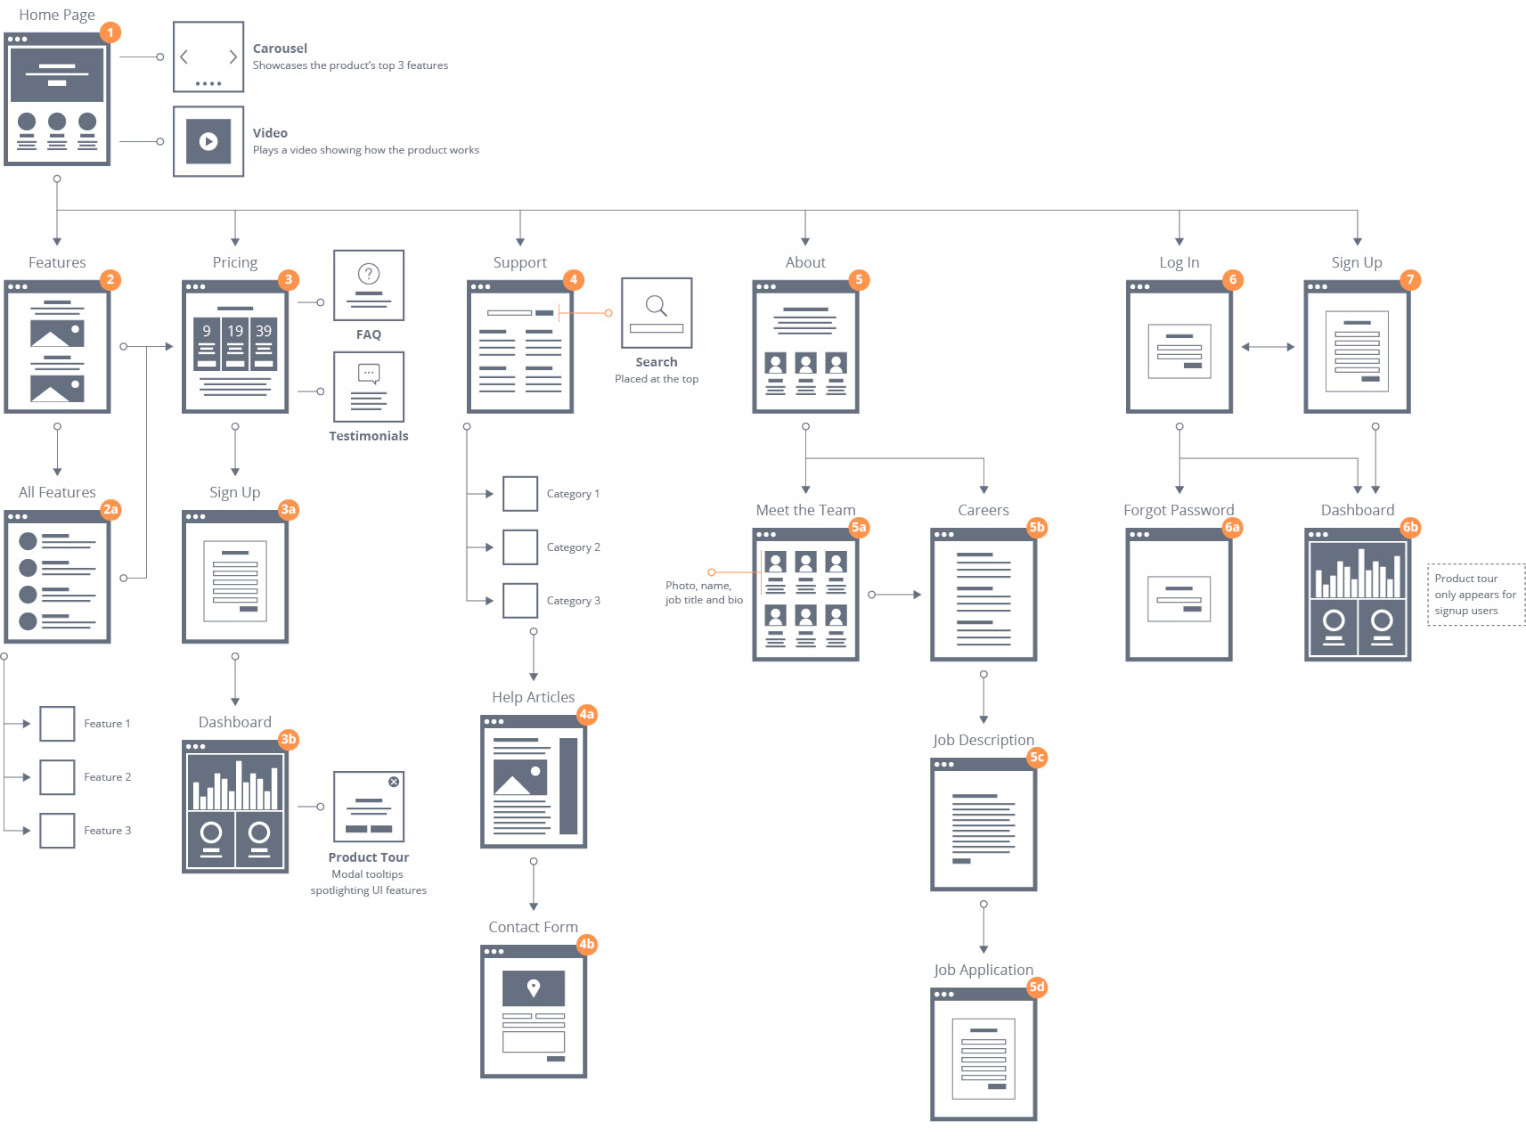 Home Page
1
Carousel
Showcases the product's top 3 features
Video
Plays a video showing how the product works
Features
2
Pricing
3
9 19 39
FAQ
Testimonials
Support
4
Search
Placed at the top
About
5
Log In
6
Sign Up
7
All Features
2a
Sign Up
3a
Category 1
Category 2
Category 3
Meet the Team
5a
Photo, name,
job title and bio
Careers
5b
Forgot Password
6a
Dashboard
6b
Product tour
only appears for
signup users
Feature 1
Feature 2
Feature 3
Dashboard
3b
Product Tour
Modal tooltips
spotlighting UI features
Help Articles
4a
Job Description
5c
Contact Form
4b
Job Application
5d